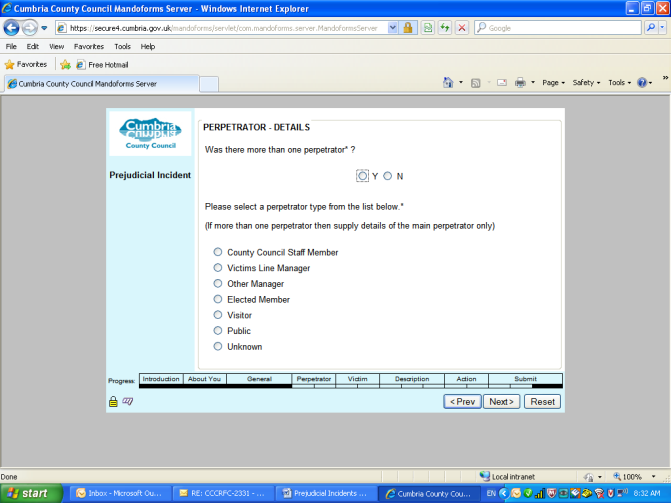 Cumbria County Council Mandoforms Server - Windows Internet Explorer
https://secure4.cumbria.gov.uk/mandoforms/servlet/com.mandoforms.server.MandoformsServer
Google
File Edit View Favorites Tools Help
Favorites Free Hotmail
Cumbria County Council Mandoforms Server
Page Safety Tools »
Cumbria
County Council
Prejudicial Incident
PERPETRATOR - DETAILS
Was there more than one perpetrator* ?
Y N
Please select a perpetrator type from the list below.*
(If more than one perpetrator then supply details of the main perpetrator only)
County Council Staff Member
Victims Line Manager
Other Manager
Elected Member
Visitor
Public
Unknown
Progress: Introduction About You General Perpetrator Victim Description Action Submit
< Prev Next > Reset
Done Local intranet 100%
start Inbox - Microsoft Ou... RE: CCCRFC-2331 - ... Prejudicial Incidents ... Cumbria County Cou... EN 8:32 AM